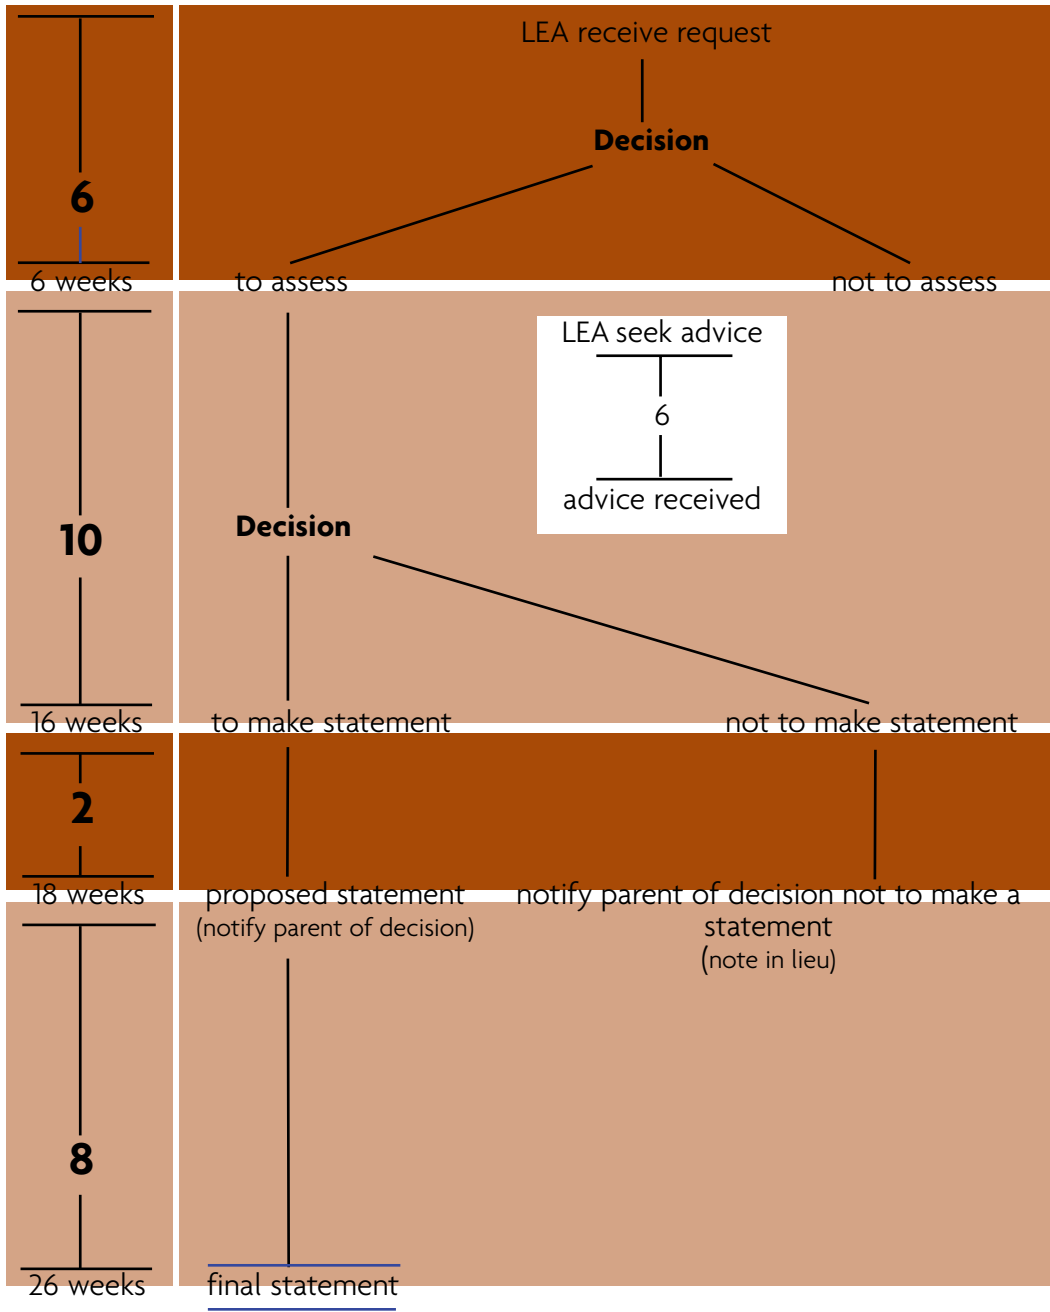 LEA receive request
Decision
6
6 weeks
to assess
not to assess
LEA seek advice
6
advice received
Decision
10
16 weeks
to make statement
not to make statement
2
18 weeks
proposed statement
(notify parent of decision)
notify parent of decision not to make a
statement
(note in lieu)
8
26 weeks
final statement